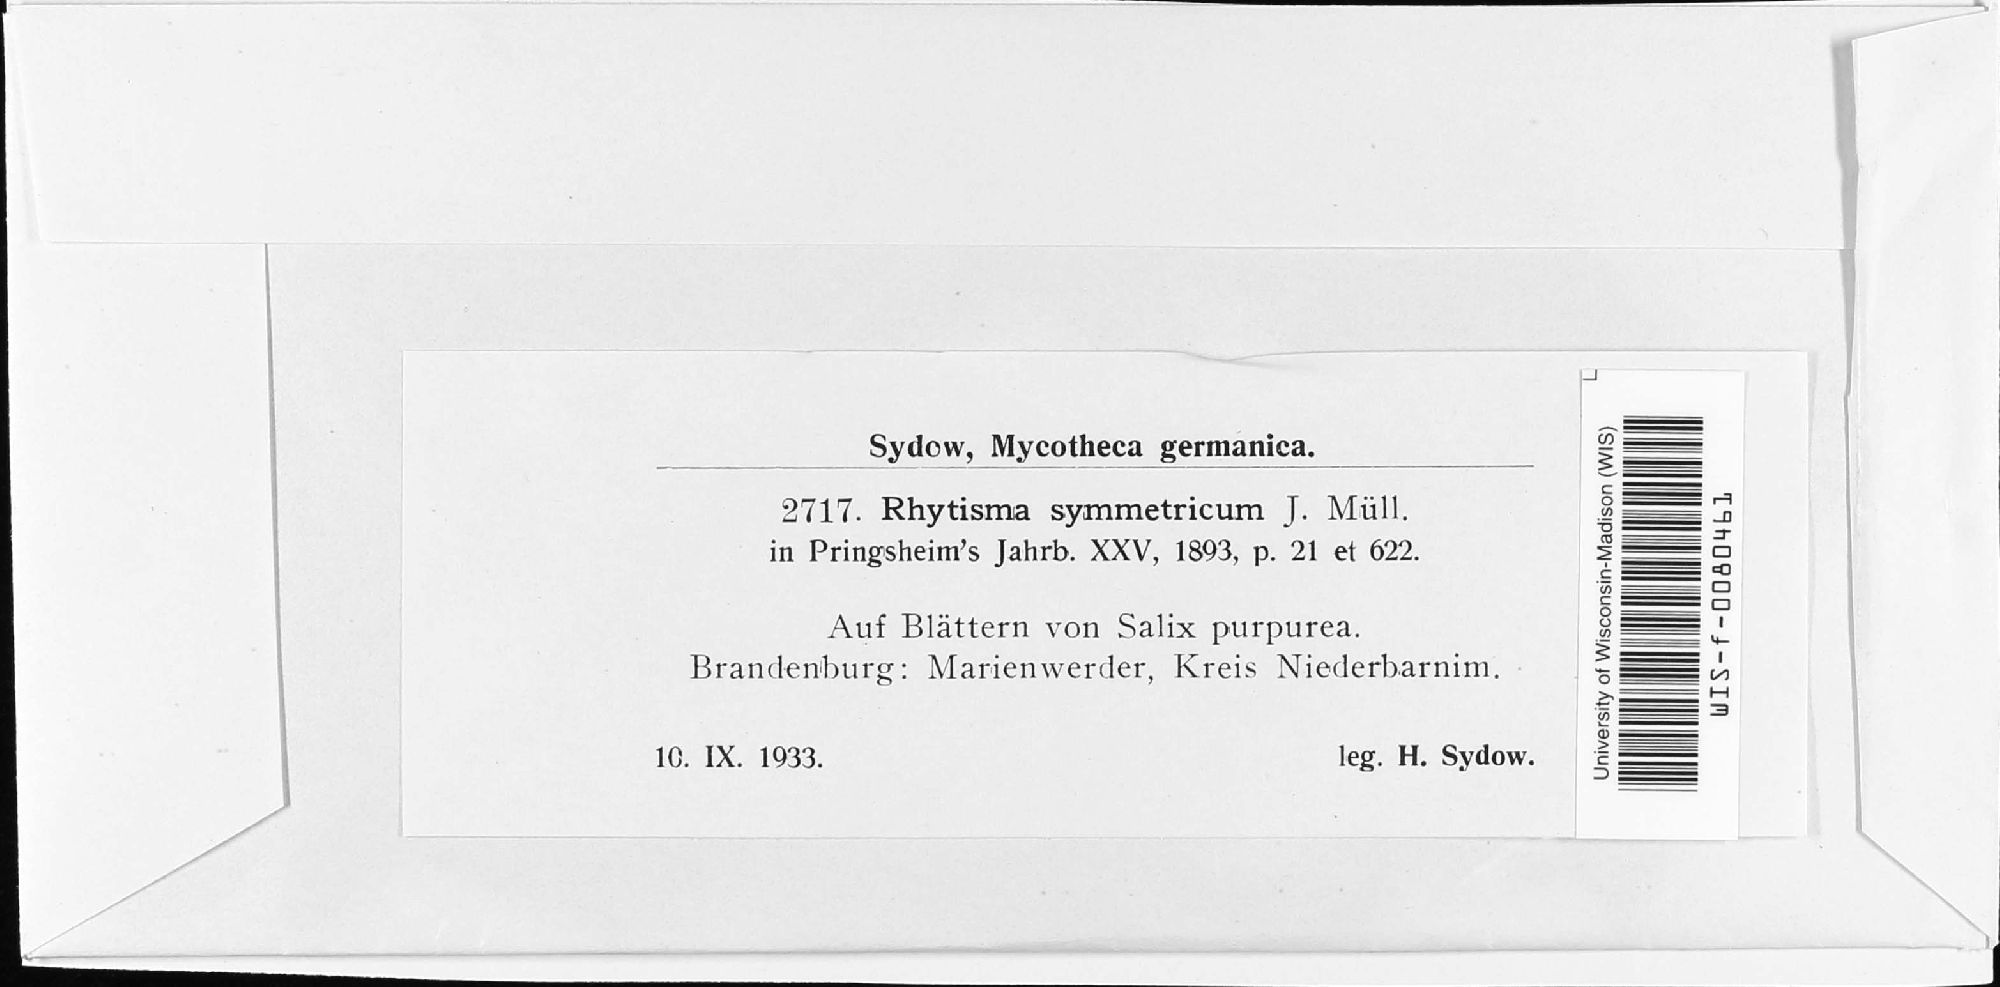 Sydow, Mycotheca germanica.
2717. Rhytisma symmetricum J. Müll.
in Pringsheim's Jahrb. XXV, 1893, p. 21 et 622.
Auf Blättern von Salix purpurea.
Brandenburg: Marienwerder, Kreis Niederbarnim.
10. IX. 1933.
leg. H. Sydow.
University of Wisconsin-Madison (WIS)
WIS-f-0080461